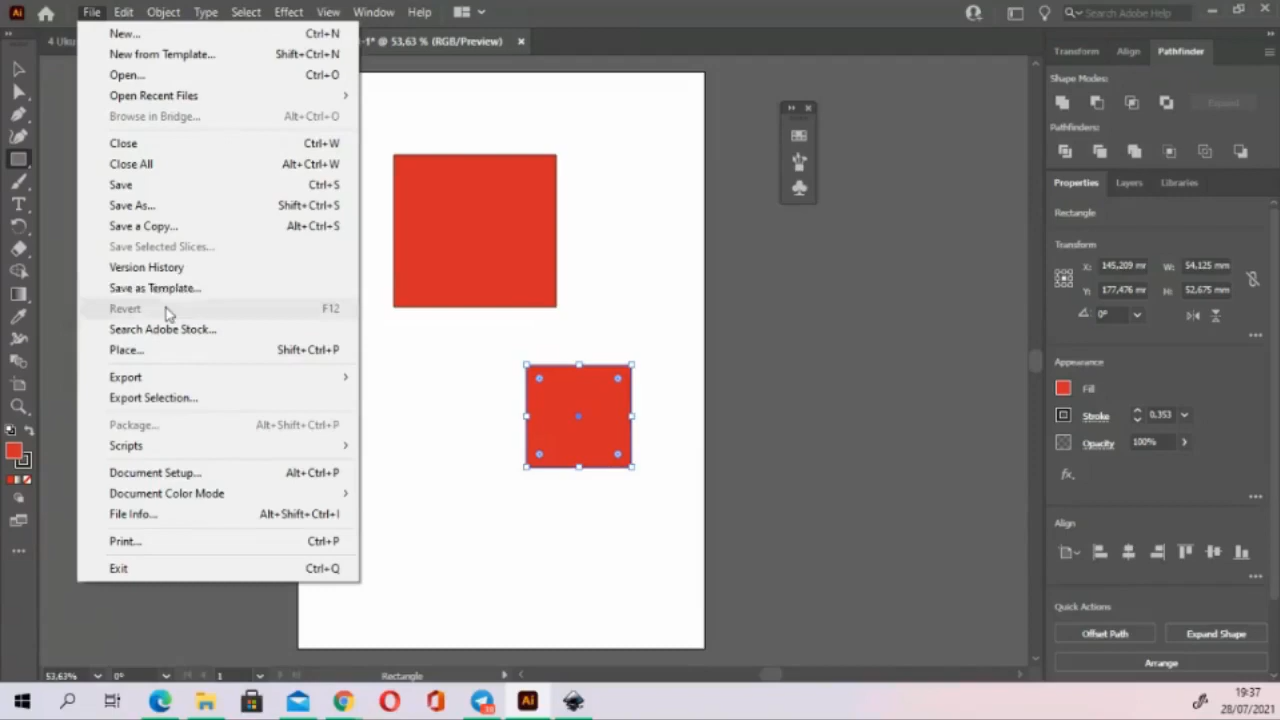 Ai File Edit Object Type Select Effect View Window Help Search Adobe Help
4 Uku -1* @ 53,63 % (RGB/Preview)
New... Ctrl+N
New from Template... Shift+Ctrl+N
Open... Ctrl+O
Open Recent Files
Browse in Bridge... Alt+Ctrl+O
Close Ctrl+W
Close All Alt+Ctrl+W
Save Ctrl+S
Save As... Shift+Ctrl+S
Save a Copy... Alt+Ctrl+S
Save Selected Slices...
Version History
Save as Template...
Revert F12
Search Adobe Stock...
Place... Shift+Ctrl+P
Export
Export Selection...
Package... Alt+Shift+Ctrl+P
Scripts
Document Setup... Alt+Ctrl+P
Document Color Mode
File Info... Alt+Shift+Ctrl+I
Print... Ctrl+P
Exit Ctrl+Q
Transform Align Pathfinder
Shape Modes:
Expand
Pathfinders:
Properties Layers Libraries
Rectangle
Transform
X: 145,209 mr W: 54,125 mm
Y: 177,476 mr H: 52,675 mm
0°
Appearance
Fill
Stroke 0.353
Opacity 100%
fx.
Align
Quick Actions
Offset Path Expand Shape
Arrange
53,63% 0° 1 Rectangle
Ai 19:37
28/07/2021